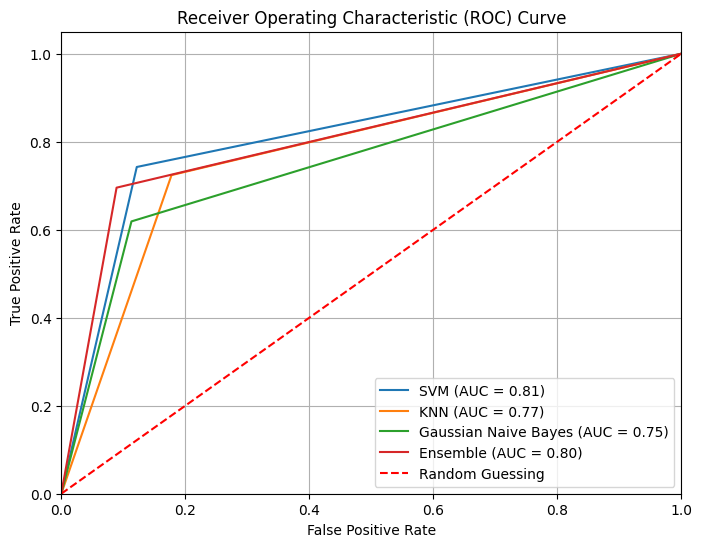 Receiver Operating Characteristic (ROC) Curve
1.0
0.8
0.6
0.4
0.2
0.0
True Positive Rate
SVM (AUC = 0.81)
KNN (AUC = 0.77)
Gaussian Naive Bayes (AUC = 0.75)
Ensemble (AUC = 0.80)
Random Guessing
0.0 0.2 0.4 0.6 0.8 1.0
False Positive Rate